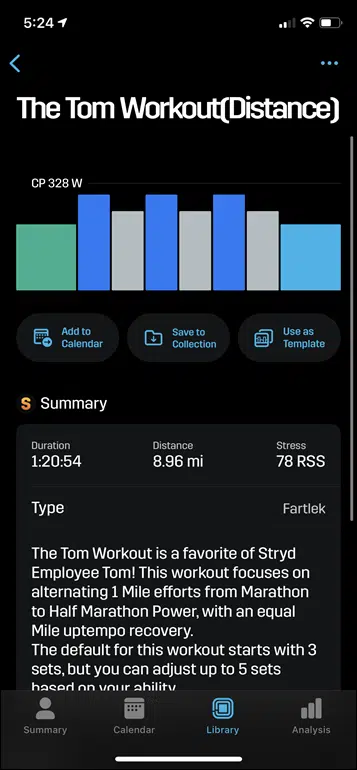 5:24
The Tom Workout(Distance)
CP 328 W
Add to
Calendar
Save to
Collection
Use as
Template
S Summary
Duration
Distance
Stress
1:20:54
8.96 mi
78 RSS
Type
Fartlek
The Tom Workout is a favorite of Stryd
Employee Tom! This workout focuses on
alternating 1 Mile efforts from Marathon
to Half Marathon Power, with an equal
Mile uptempo recovery.
The default for this workout starts with 3
sets, but you can adjust up to 5 sets
based on your ability
Summary
Calendar
Library
Analysis